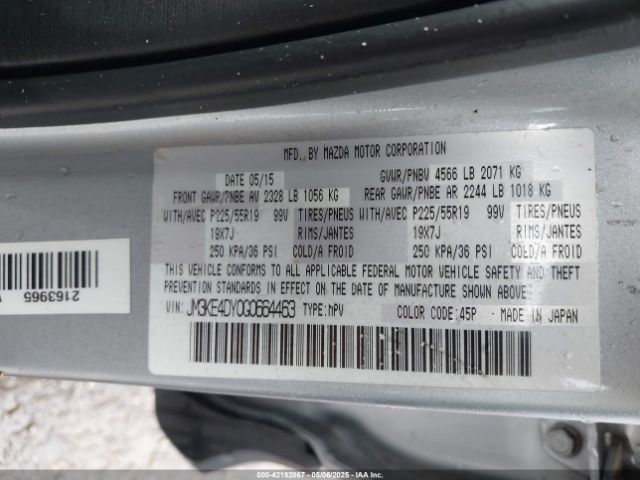 MFD. BY MAZDA MOTOR CORPORATION
DATE 05/15 GVWR/PNBV 4566 LB 2071 KG
FRONT GAWR/PNBE AV 2328 LB 1056 KG REAR GAWR/PNBE AR 2244 LB 1018 KG
WITH/AVEC P225/55R19 99V TIRES/PNEUS WITH/AVEC P225/55R19 99V TIRES/PNEUS
19X7J RIMS/JANTES 19X7J RIMS/JANTES
250 KPA/36 PSI COLD/A FROID 250 KPA/36 PSI COLD/A FROID
THIS VEHICLE CONFORMS TO ALL APPLICABLE FEDERAL MOTOR VEHICLE SAFETY AND THEFT
PREVENTION STANDARDS IN EFFECT ON THE DATE OF MANUFACTURE SHOWN ABOVE.
VIN: JM3KE4DY0G0664463 TYPE: MPV COLOR CODE: 45P MADE IN JAPAN
2163965
000-42192867 05/06/2025 IAAI.COM